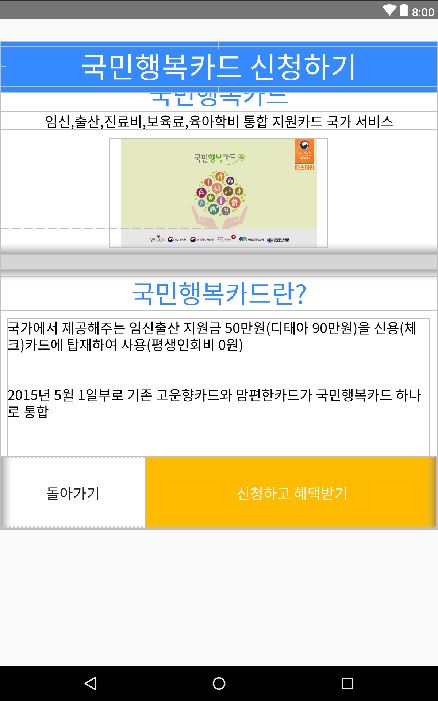 8:00
국민행복카드 신청하기
국민행복카드
임신,출산,진료비,보육료,육아학비 통합 지원카드 국가 서비스
국민행복카드
국민행복카드란?
국가에서 제공해주는 임신출산 지원금 50만원(디태아 90만원)을 신용(체
크)카드에 탑재하여 사용(평생인회비 0원)
2015년 5월 1일부로 기존 고운향카드와 맘편한카드가 국민행복카드 하나
로 통합
돌아가기
신청하고 혜택받기